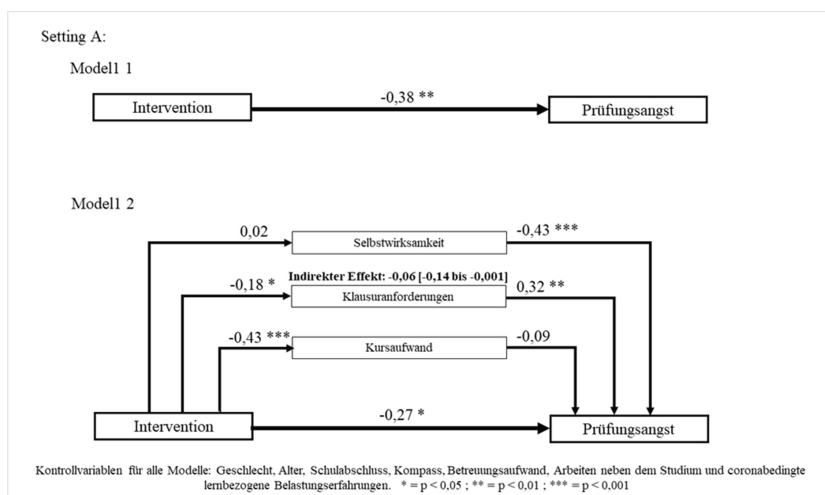 Setting A:
Model1 1
-0,38 **
Intervention
Prüfungsangst
Model1 2
0,02
Selbstwirksamkeit
-0,43 ***
Indirekter Effekt: -0,06 [-0,14 bis -0,001]
-0,18 *
Klausuranforderungen
0,32 **
-0,43 ***
Kursaufwand
-0,09
Intervention
-0,27 *
Prüfungsangst
Kontrollvariablen für alle Modelle: Geschlecht, Alter, Schulabschluss, Kompass, Betreuungsaufwand, Arbeiten neben dem Studium und coronabedingte
lernbezogene Belastungserfahrungen. * = p < 0,05 ; ** = p < 0,01 ; *** = p < 0,001